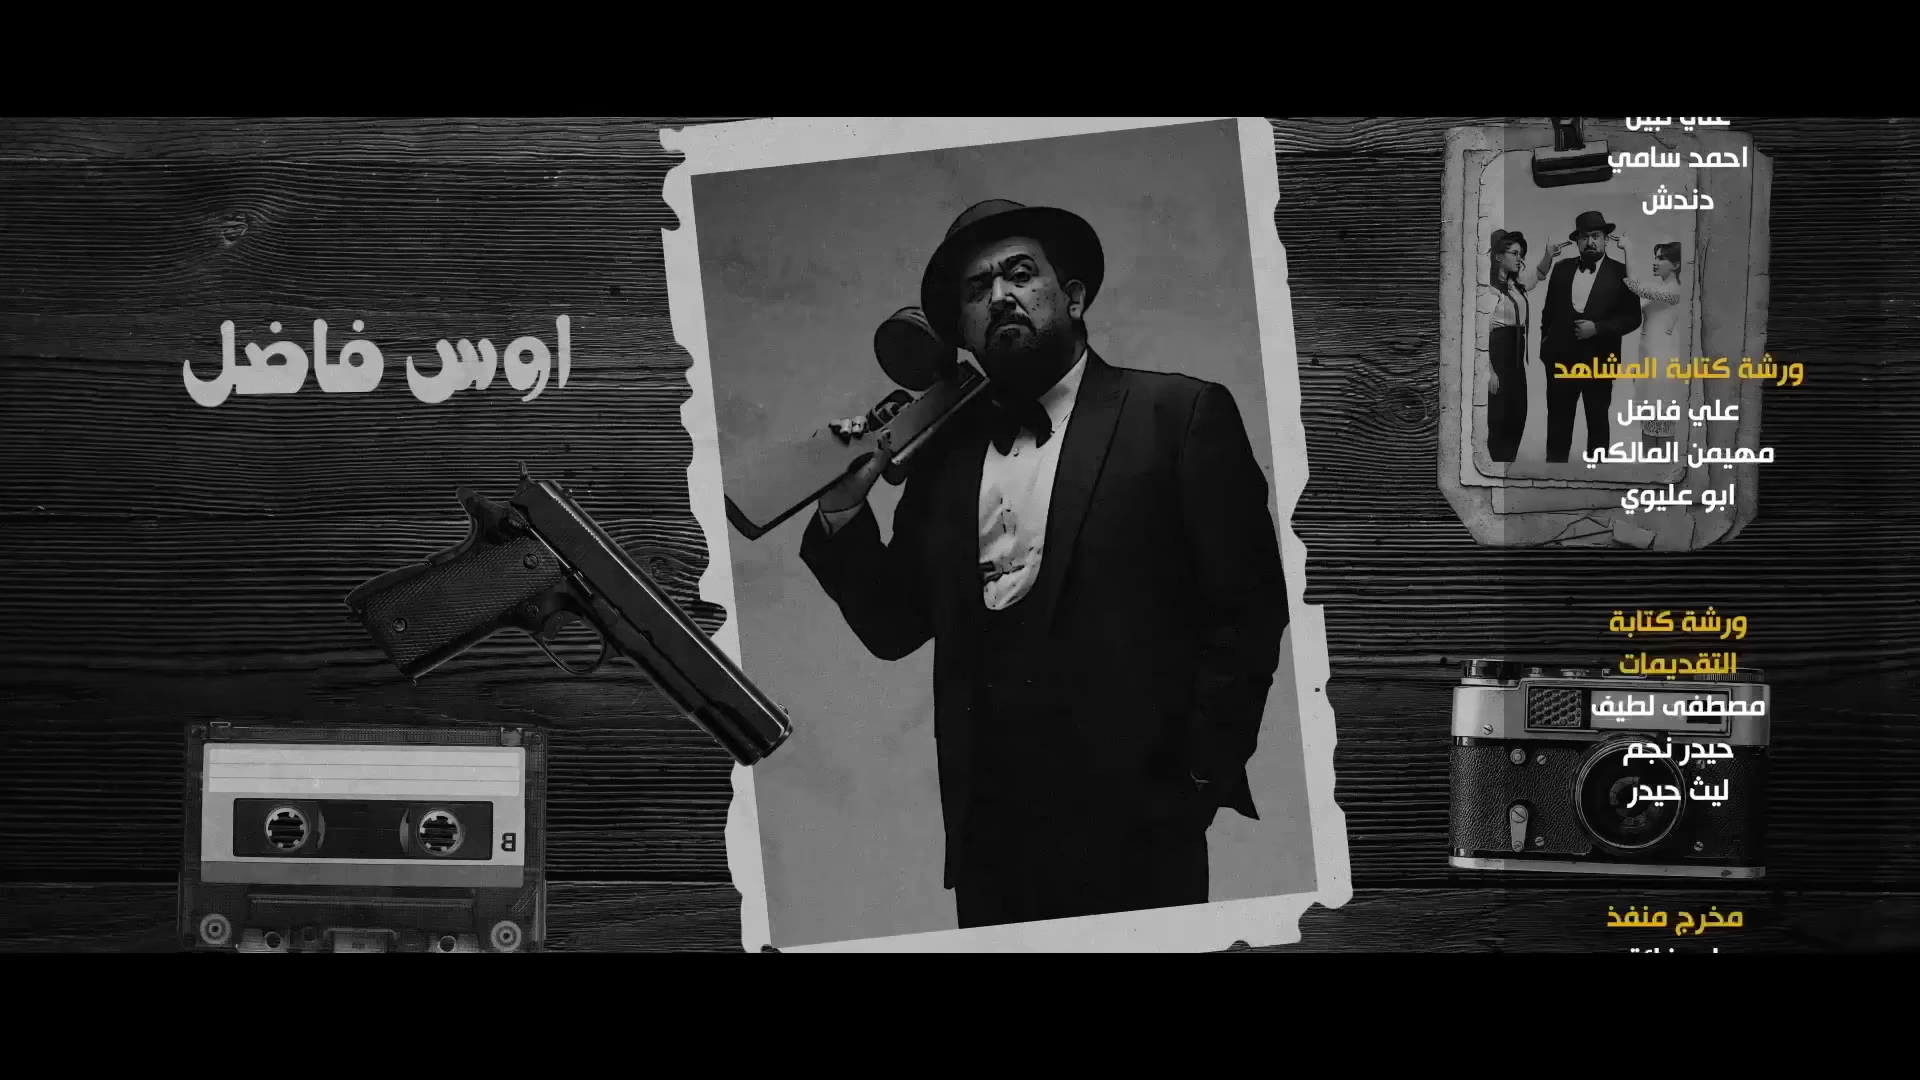 اوس فاضل
احمد سامي
دندش
ورشة كتابة المشاهد
علي فاضل
مهيمن المالكي
ابو عليوي
ورشة كتابة
التقديمات
مصطفى لطيف
حيدر نجم
ليث حيدر
مخرج منفذ
B